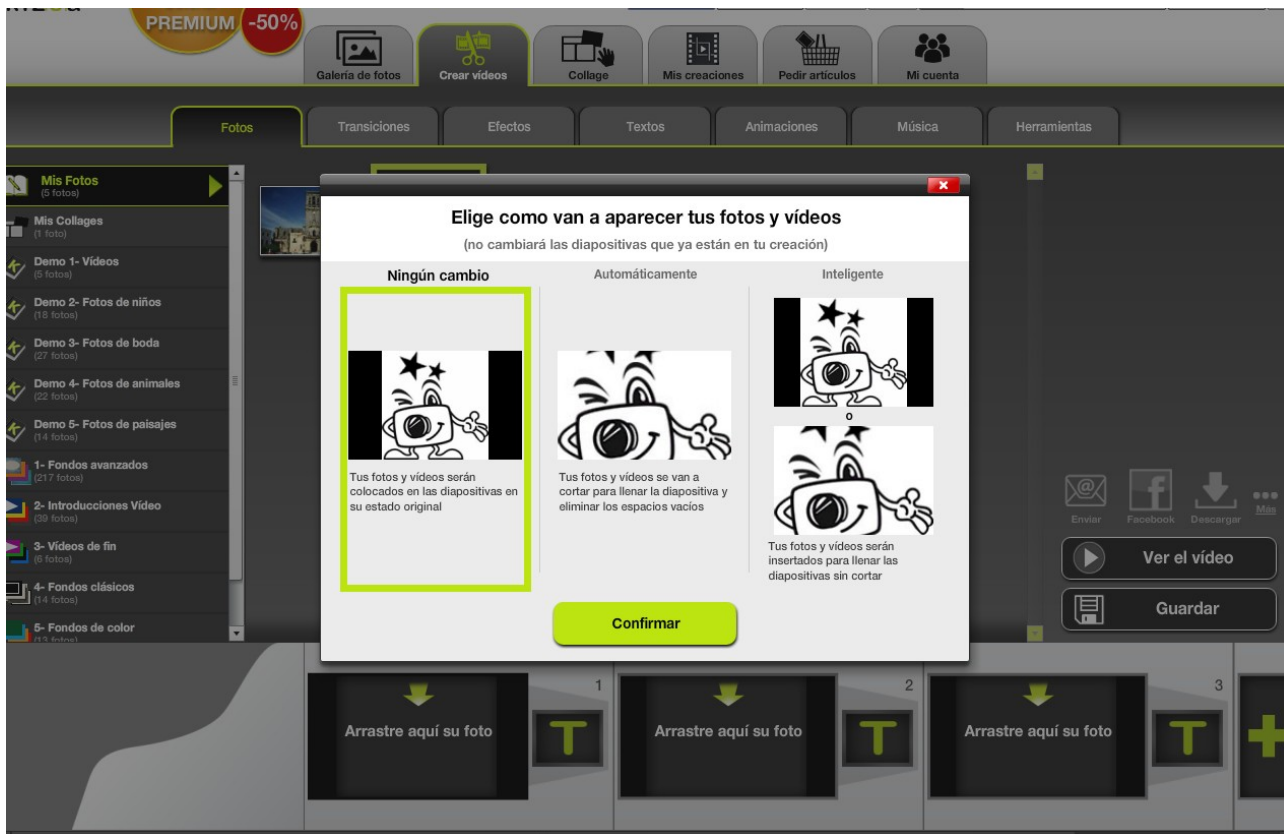 PREMIUM -50%
Galería de fotos
Crear vídeos
Collage
Mis creaciones
Pedir artículos
Mi cuenta
Fotos
Transiciones
Efectos
Textos
Animaciones
Música
Herramientas
Mis Fotos
(5 fotos)
Mis Collages
(1 foto)
Demo 1- Vídeos
(5 fotos)
Demo 2- Fotos de niños
(18 fotos)
Demo 3- Fotos de boda
(27 fotos)
Demo 4- Fotos de animales
(22 fotos)
Demo 5- Fotos de paisajes
(14 fotos)
1- Fondos avanzados
(217 fotos)
2- Introducciones Vídeo
(39 fotos)
3- Vídeos de fin
(6 fotos)
4- Fondos clásicos
(14 fotos)
5- Fondos de color
(13 fotos)
Elige como van a aparecer tus fotos y vídeos
(no cambiará las diapositivas que ya están en tu creación)
Ningún cambio
Tus fotos y vídeos serán
colocados en las diapositivas en
su estado original
Automáticamente
Tus fotos y vídeos se van a
cortar para llenar la diapositiva y
eliminar los espacios vacíos
Inteligente
o
Tus fotos y vídeos serán
insertados para llenar las
diapositivas sin cortar
Confirmar
Enviar
Facebook
Descargar
Más
Ver el vídeo
Guardar
1
Arrastre aquí su foto
T
2
Arrastre aquí su foto
T
3
Arrastre aquí su foto
T